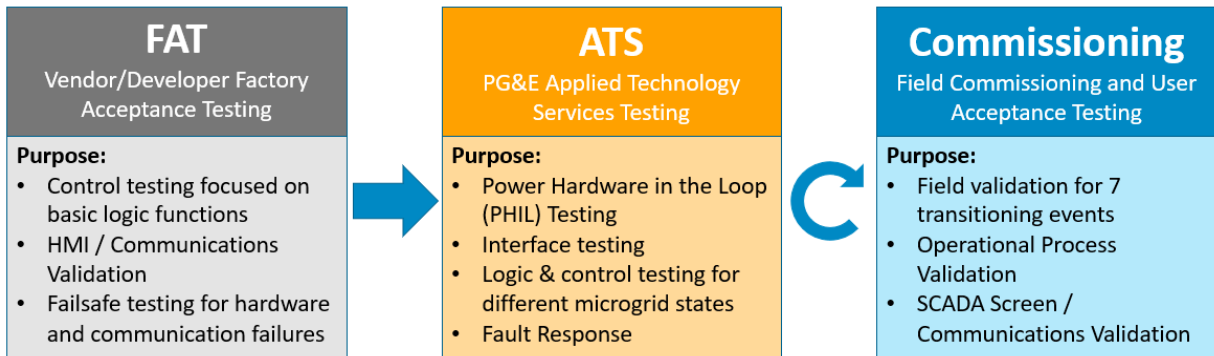 FAT
Vendor/Developer Factory
Acceptance Testing
Purpose:
• Control testing focused on
basic logic functions
• HMI / Communications
Validation
• Failsafe testing for hardware
and communication failures
ATS
PG&E Applied Technology
Services Testing
Purpose:
• Power Hardware in the Loop
(PHIL) Testing
• Interface testing
• Logic & control testing for
different microgrid states
• Fault Response
Commissioning
Field Commissioning and User
Acceptance Testing
Purpose:
• Field validation for 7
transitioning events
• Operational Process
Validation
• SCADA Screen /
Communications Validation